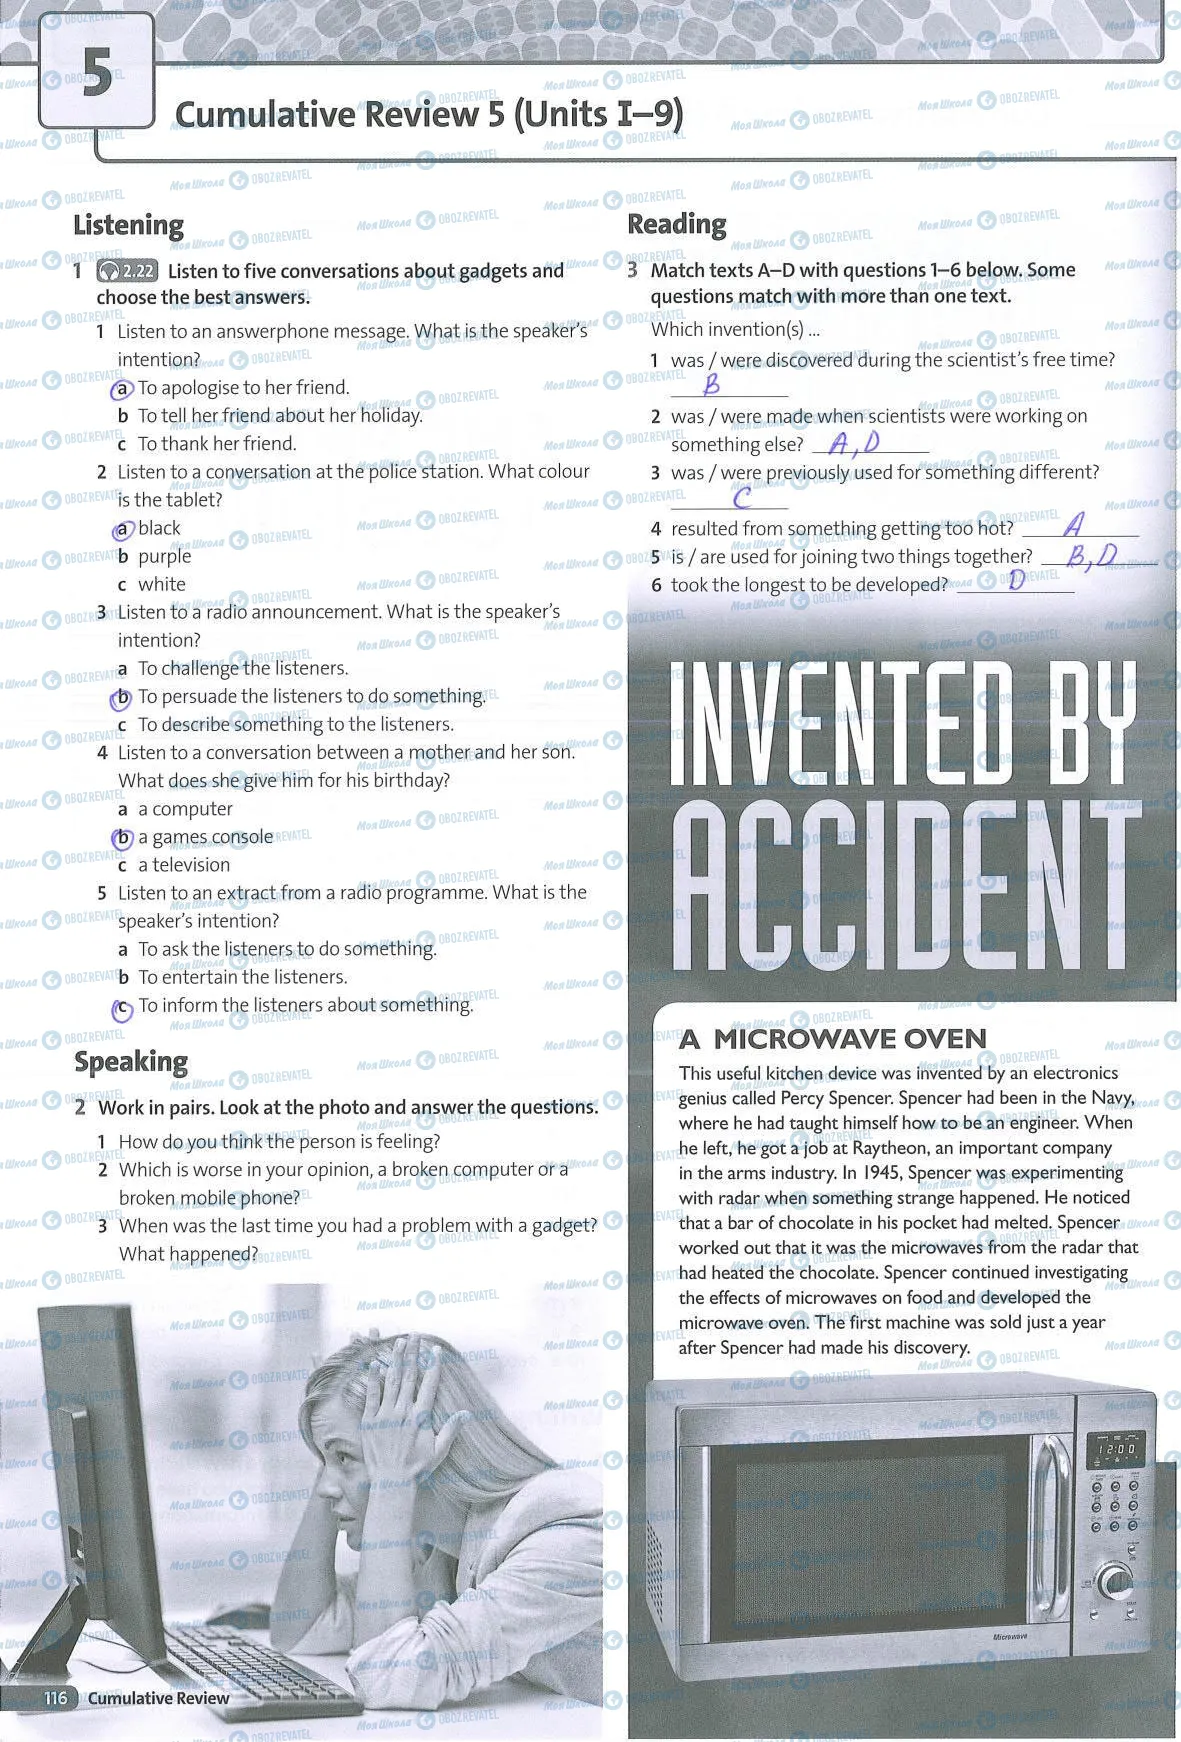 5
Cumulative Review 5 (Units I–9)
Listening
1 2.22 Listen to five conversations about gadgets and
choose the best answers.
1 Listen to an answerphone message. What is the speaker's
intention?
a To apologise to her friend.
b To tell her friend about her holiday.
c To thank her friend.
2 Listen to a conversation at the police station. What colour
is the tablet?
a black
b purple
c white
3 Listen to a radio announcement. What is the speaker's
intention?
a To challenge the listeners.
b To persuade the listeners to do something.
c To describe something to the listeners.
4 Listen to a conversation between a mother and her son.
What does she give him for his birthday?
a a computer
b a games console
c a television
5 Listen to an extract from a radio programme. What is the
speaker's intention?
a To ask the listeners to do something.
b To entertain the listeners.
c To inform the listeners about something.
Speaking
2 Work in pairs. Look at the photo and answer the questions.
1 How do you think the person is feeling?
2 Which is worse in your opinion, a broken computer or a
broken mobile phone?
3 When was the last time you had a problem with a gadget?
What happened?
116 Cumulative Review
Reading
3 Match texts A–D with questions 1–6 below. Some
questions match with more than one text.
Which invention(s) ...
1 was / were discovered during the scientist's free time?
B
2 was / were made when scientists were working on
something else? A, D
3 was / were previously used for something different?
C
4 resulted from something getting too hot? A
5 is / are used for joining two things together? B, D
6 took the longest to be developed? D
INVENTED BY
ACCIDENT
A MICROWAVE OVEN
This useful kitchen device was invented by an electronics
genius called Percy Spencer. Spencer had been in the Navy,
where he had taught himself how to be an engineer. When
he left, he got a job at Raytheon, an important company
in the arms industry. In 1945, Spencer was experimenting
with radar when something strange happened. He noticed
that a bar of chocolate in his pocket had melted. Spencer
worked out that it was the microwaves from the radar that
had heated the chocolate. Spencer continued investigating
the effects of microwaves on food and developed the
microwave oven. The first machine was sold just a year
after Spencer had made his discovery.
12:00
Microwave
Моя Школа OBOZREVATEL